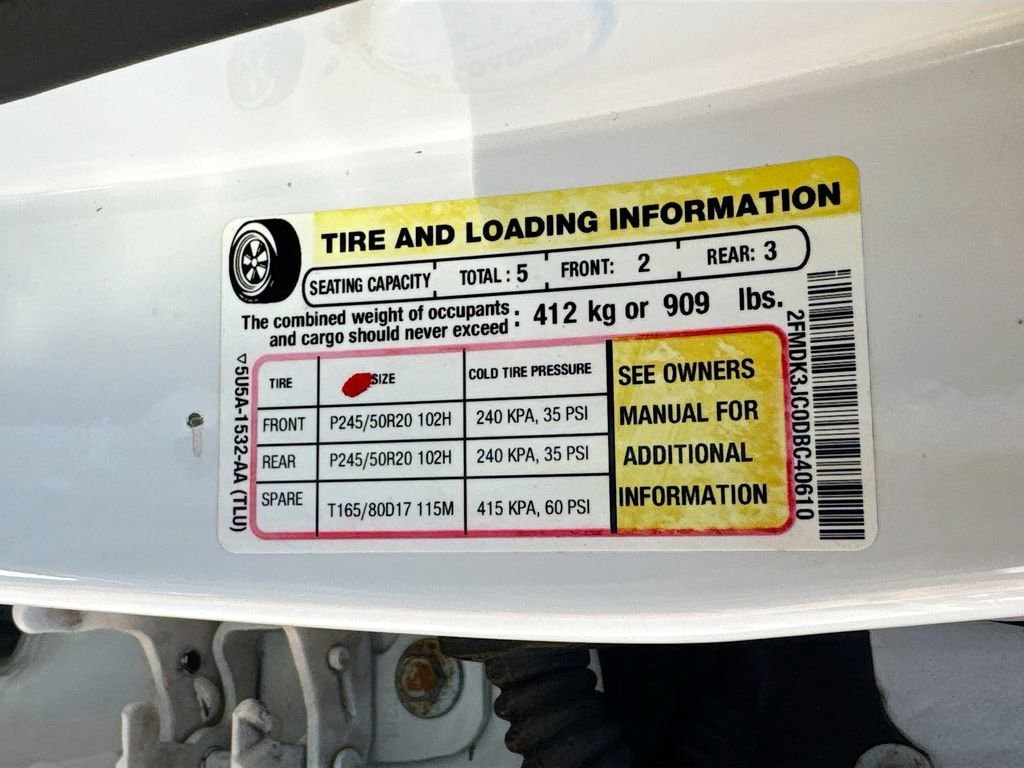 TIRE AND LOADING INFORMATION
SEATING CAPACITY TOTAL: 5 FRONT: 2 REAR: 3
The combined weight of occupants
and cargo should never exceed : 412 kg or 909 lbs.
TIRE SIZE COLD TIRE PRESSURE
FRONT P245/50R20 102H 240 KPA, 35 PSI
REAR P245/50R20 102H 240 KPA, 35 PSI
SPARE T165/80D17 115M 415 KPA, 60 PSI
SEE OWNERS
MANUAL FOR
ADDITIONAL
INFORMATION
▽5U5A-1532-AA (TLU)
2FMDK3JC0DBC40610